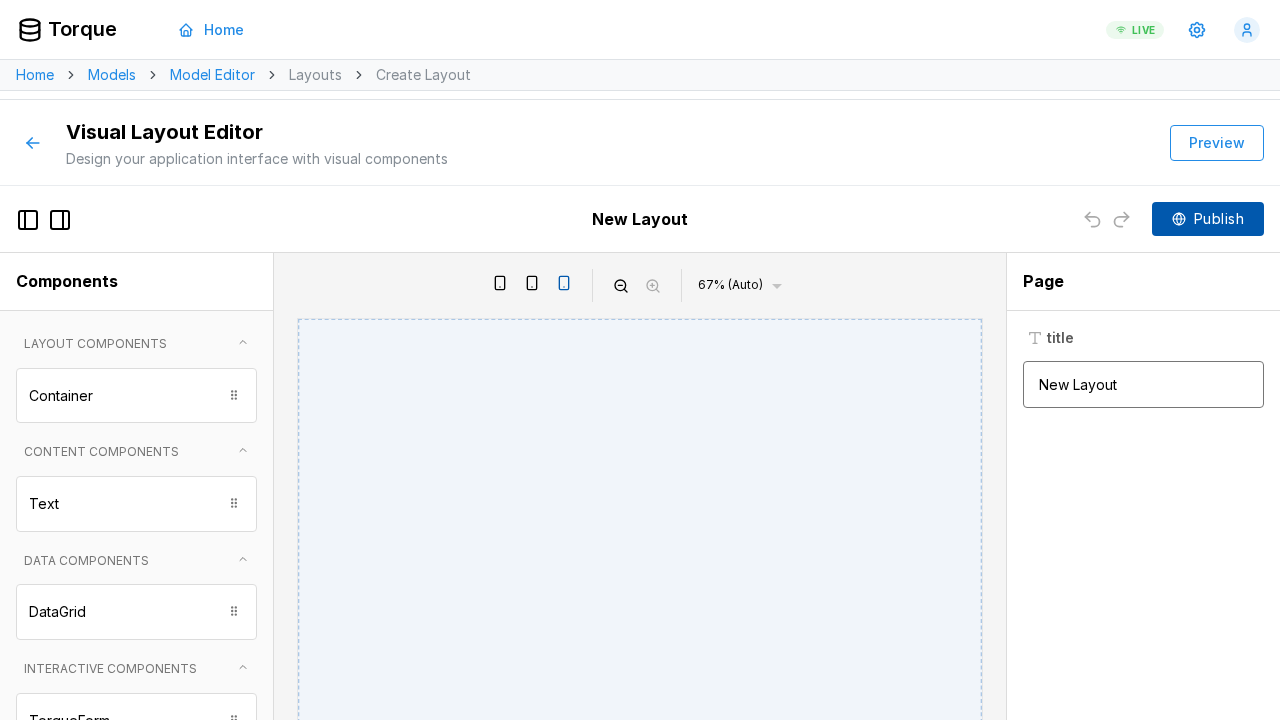 Torque
Home
LIVE
Home > Models > Model Editor > Layouts > Create Layout
Visual Layout Editor
Design your application interface with visual components
Preview
New Layout
Publish
Components
67% (Auto)
Page
LAYOUT COMPONENTS
title
Container
New Layout
CONTENT COMPONENTS
Text
DATA COMPONENTS
DataGrid
INTERACTIVE COMPONENTS
TorqueForm